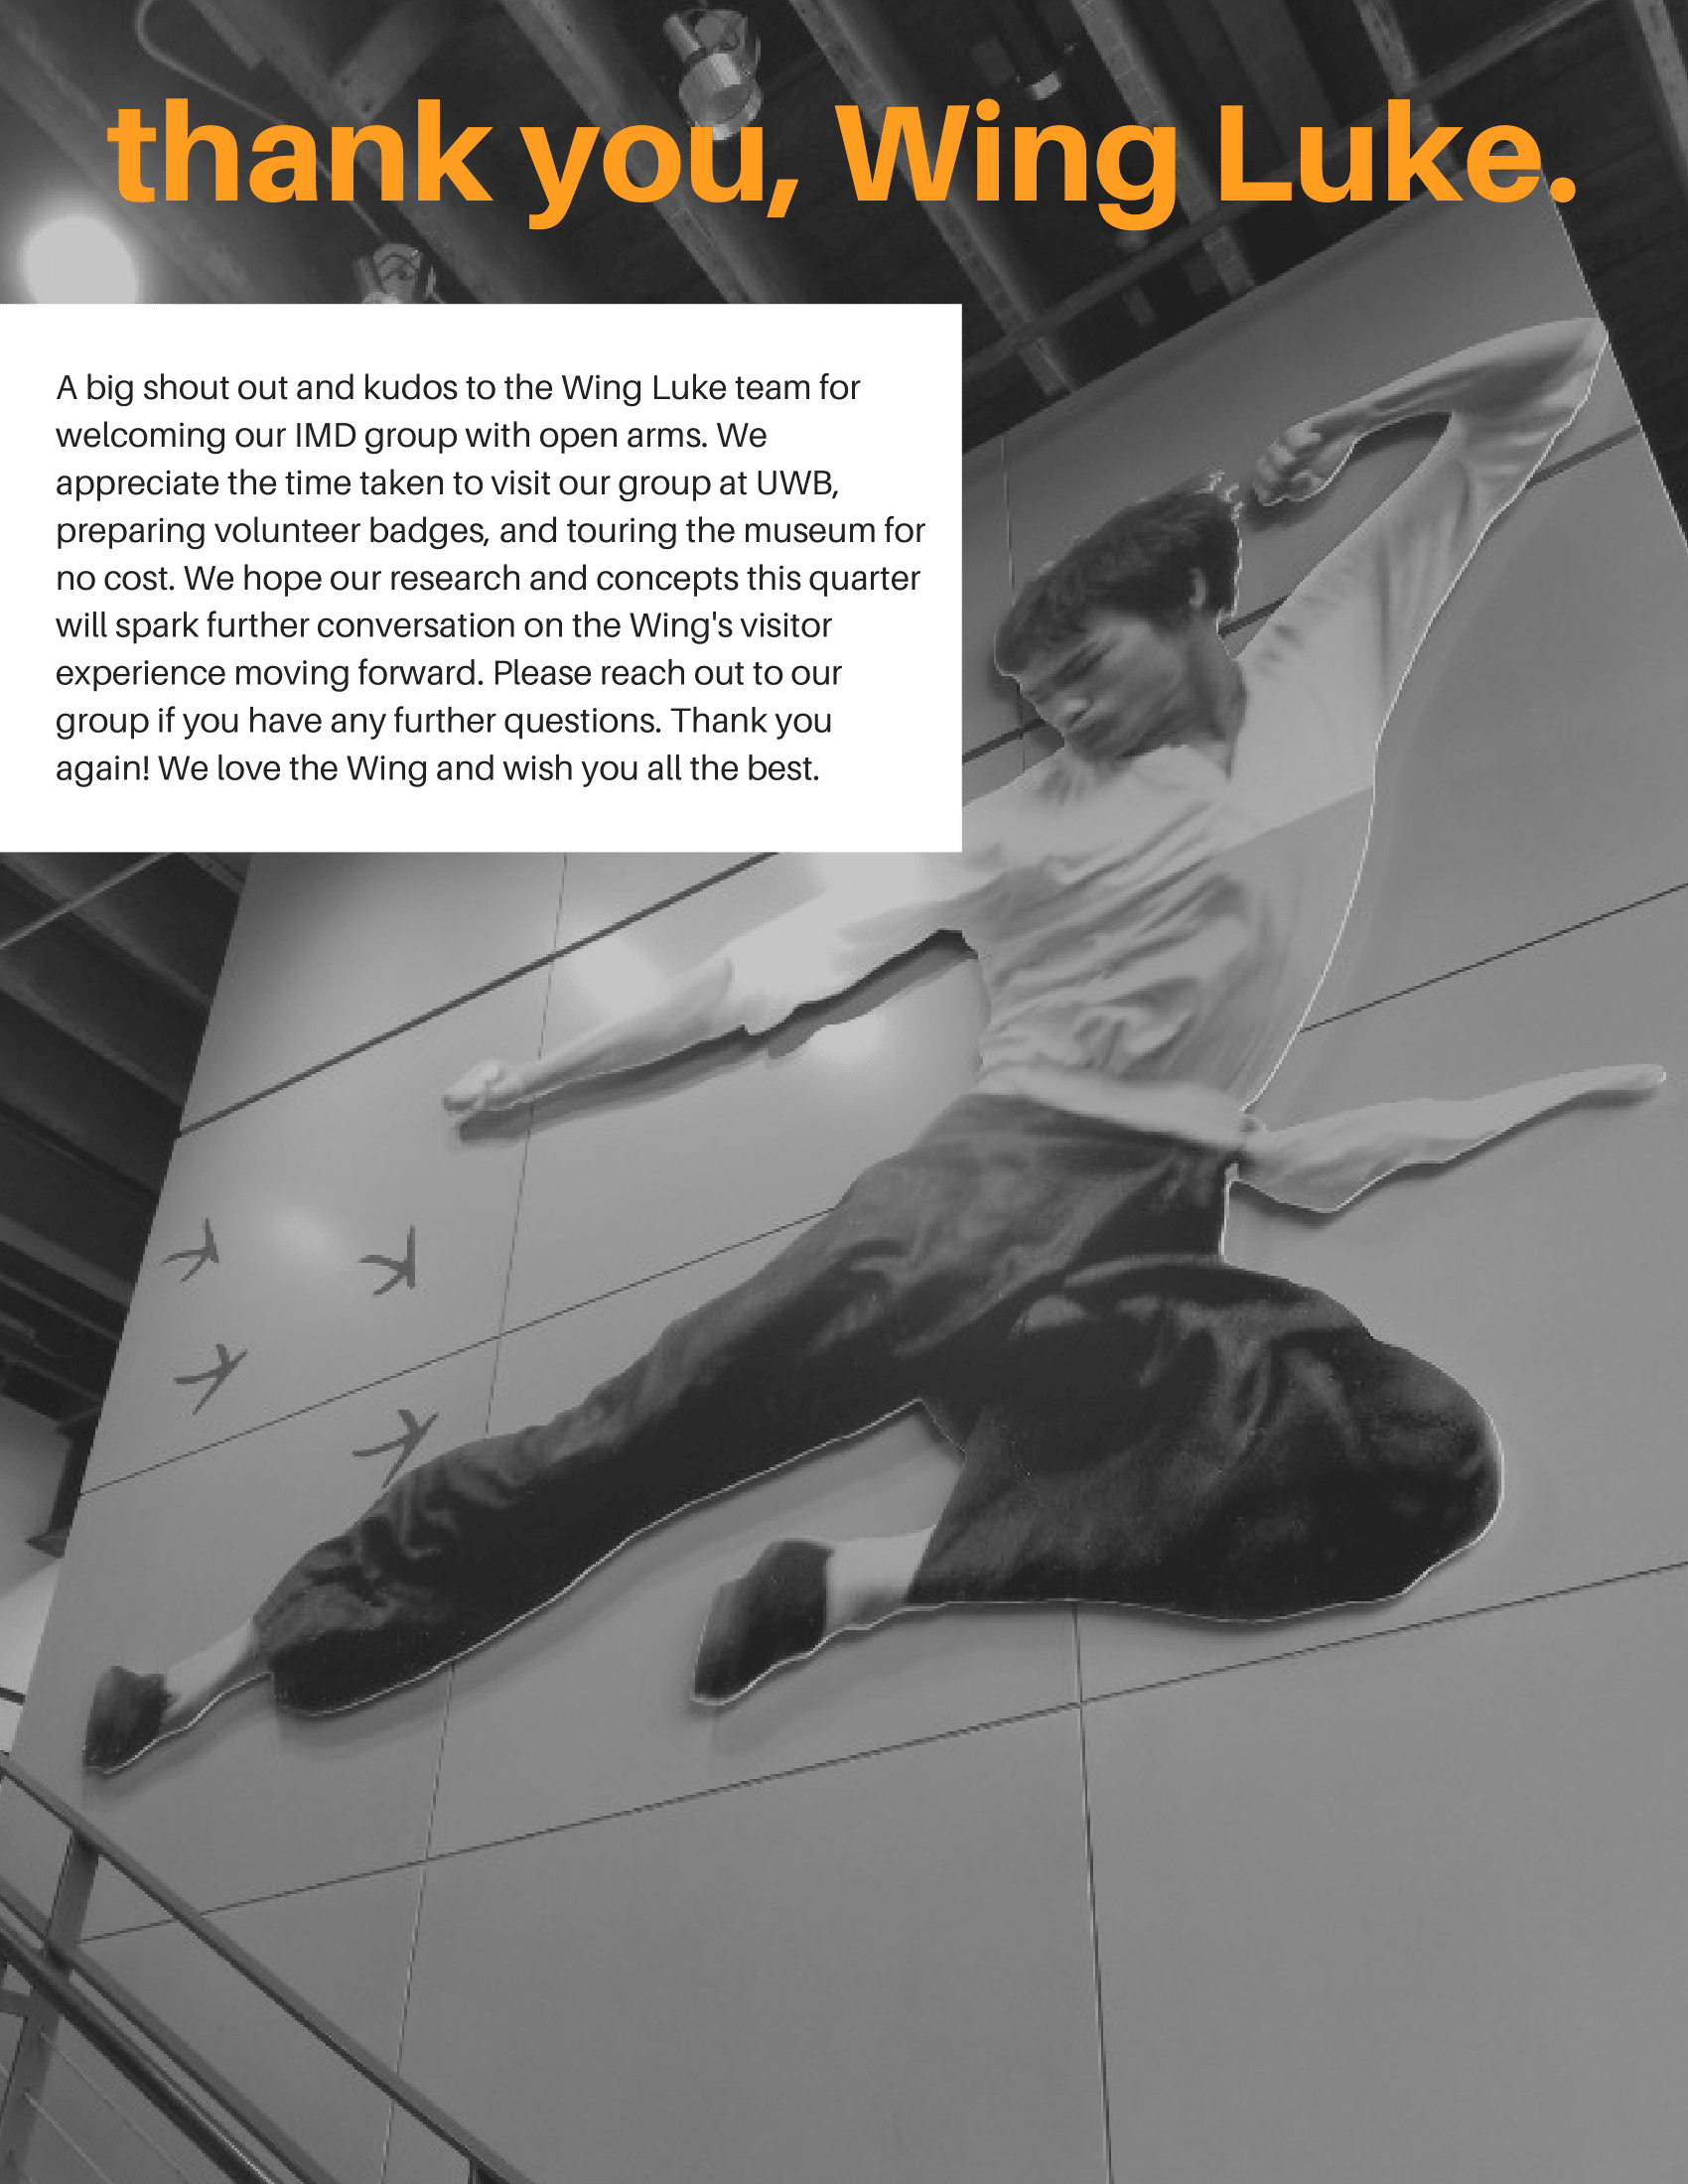 thank you, Wing Luke.
A big shout out and kudos to the Wing Luke team for
welcoming our IMD group with open arms. We
appreciate the time taken to visit our group at UWB,
preparing volunteer badges, and touring the museum for
no cost. We hope our research and concepts this quarter
will spark further conversation on the Wing's visitor
experience moving forward. Please reach out to our
group if you have any further questions. Thank you
again! We love the Wing and wish you all the best.